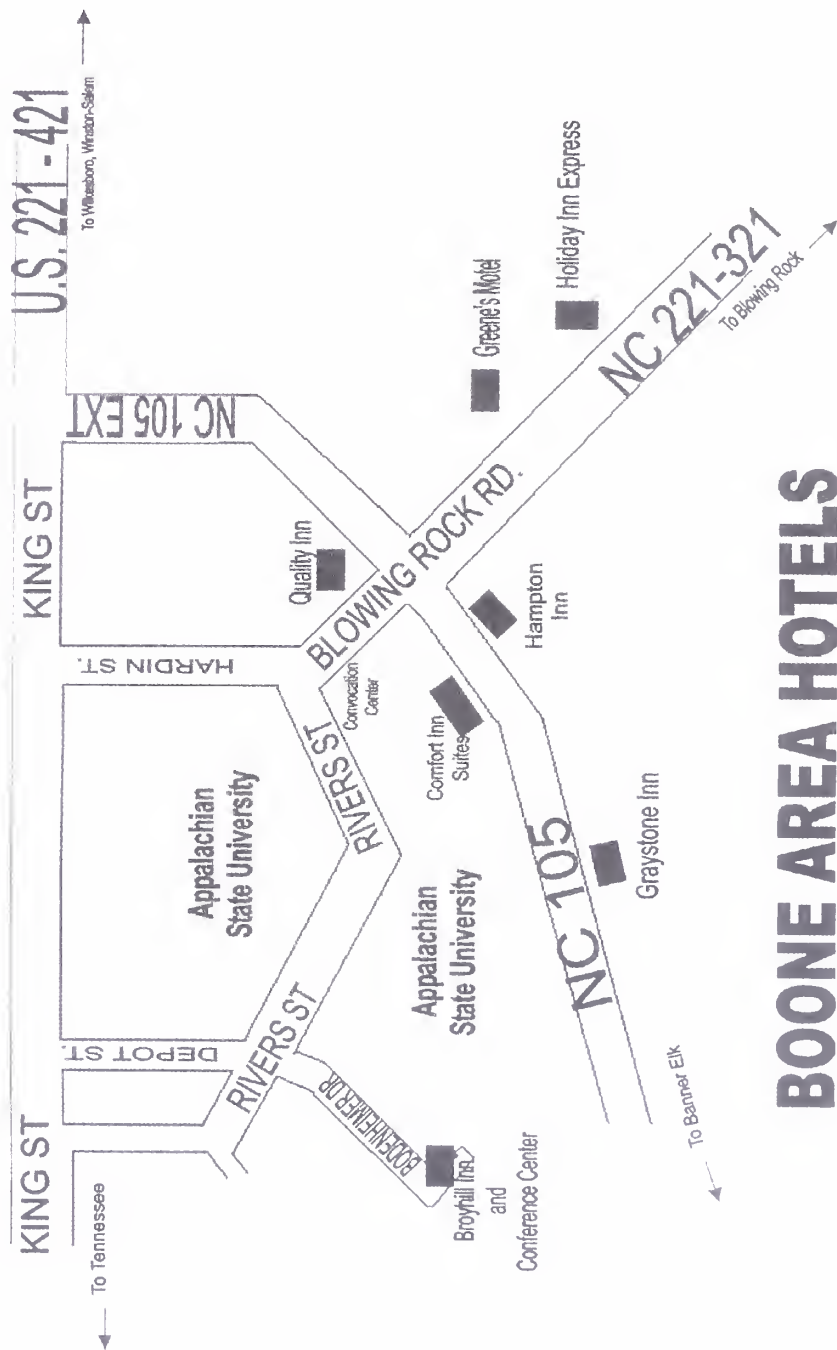 U.S. 221 - 421
To Wilkesboro, Winston-Salem
KING ST
KING ST
To Tennessee
NC 105 EXT
HARDIN ST.
DEPOT ST.
Quality Inn
Greene's Motel
Holiday Inn Express
BLOWING ROCK RD.
NC 221-321
To Blowing Rock
Appalachian
State University
RIVERS ST
Convocation
Center
RIVERS ST
Comfort Inn
Suites
Hampton
Inn
Appalachian
State University
BODENHEIMER DR
Broyhill Inn
and
Conference Center
NC 105
Graystone Inn
To Banner Elk
BOONE AREA HOTELS